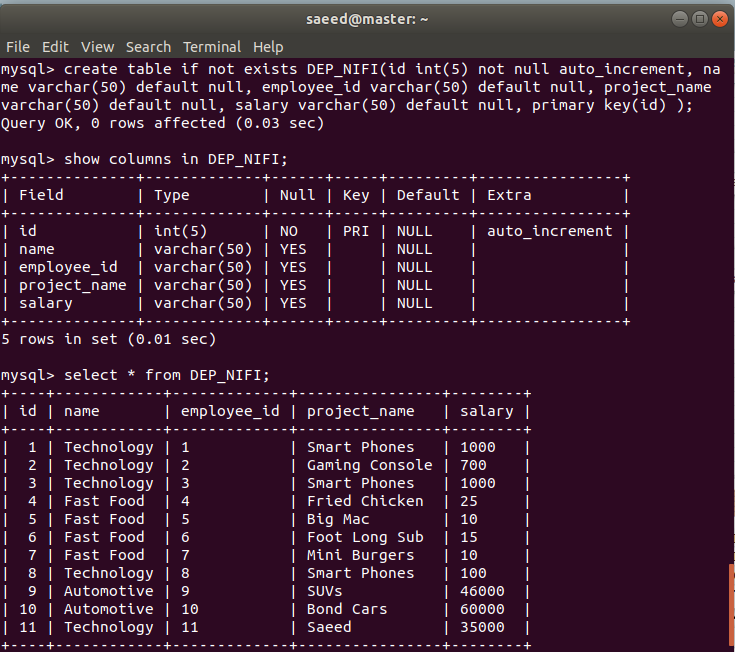 saeed@master: ~
File Edit View Search Terminal Help
mysql> create table if not exists DEP_NIFI(id int(5) not null auto_increment, na
me varchar(50) default null, employee_id varchar(50) default null, project_name
varchar(50) default null, salary varchar(50) default null, primary key(id) );
Query OK, 0 rows affected (0.03 sec)
mysql> show columns in DEP_NIFI;
+--------------+-------------+------+-----+---------+----------------+
| Field        | Type        | Null | Key | Default | Extra          |
+--------------+-------------+------+-----+---------+----------------+
| id           | int(5)      | NO   | PRI | NULL    | auto_increment |
| name         | varchar(50) | YES  |     | NULL    |                |
| employee_id  | varchar(50) | YES  |     | NULL    |                |
| project_name | varchar(50) | YES  |     | NULL    |                |
| salary       | varchar(50) | YES  |     | NULL    |                |
+--------------+-------------+------+-----+---------+----------------+
5 rows in set (0.01 sec)
mysql> select * from DEP_NIFI;
+----+------------+-------------+----------------+--------+
| id | name       | employee_id | project_name   | salary |
+----+------------+-------------+----------------+--------+
|  1 | Technology | 1           | Smart Phones   | 1000   |
|  2 | Technology | 2           | Gaming Console | 700    |
|  3 | Technology | 3           | Smart Phones   | 1000   |
|  4 | Fast Food  | 4           | Fried Chicken  | 25     |
|  5 | Fast Food  | 5           | Big Mac        | 10     |
|  6 | Fast Food  | 6           | Foot Long Sub  | 15     |
|  7 | Fast Food  | 7           | Mini Burgers   | 10     |
|  8 | Technology | 8           | Smart Phones   | 100    |
|  9 | Automotive | 9           | SUVs           | 46000  |
| 10 | Automotive | 10          | Bond Cars      | 60000  |
| 11 | Technology | 11          | Saeed          | 35000  |
+----+------------+-------------+----------------+--------+